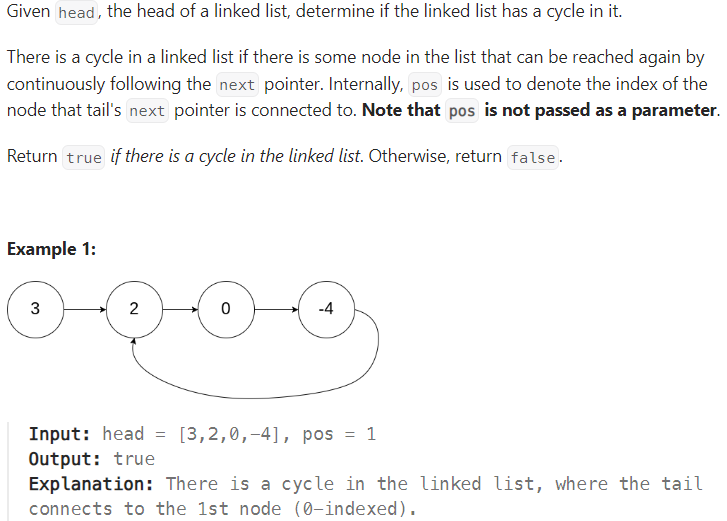 Given head, the head of a linked list, determine if the linked list has a cycle in it.
There is a cycle in a linked list if there is some node in the list that can be reached again by
continuously following the next pointer. Internally, pos is used to denote the index of the
node that tail's next pointer is connected to. Note that pos is not passed as a parameter.
Return true if there is a cycle in the linked list. Otherwise, return false.
Example 1:
3 2 0 -4
Input: head = [3,2,0,-4], pos = 1
Output: true
Explanation: There is a cycle in the linked list, where the tail
connects to the 1st node (0-indexed).